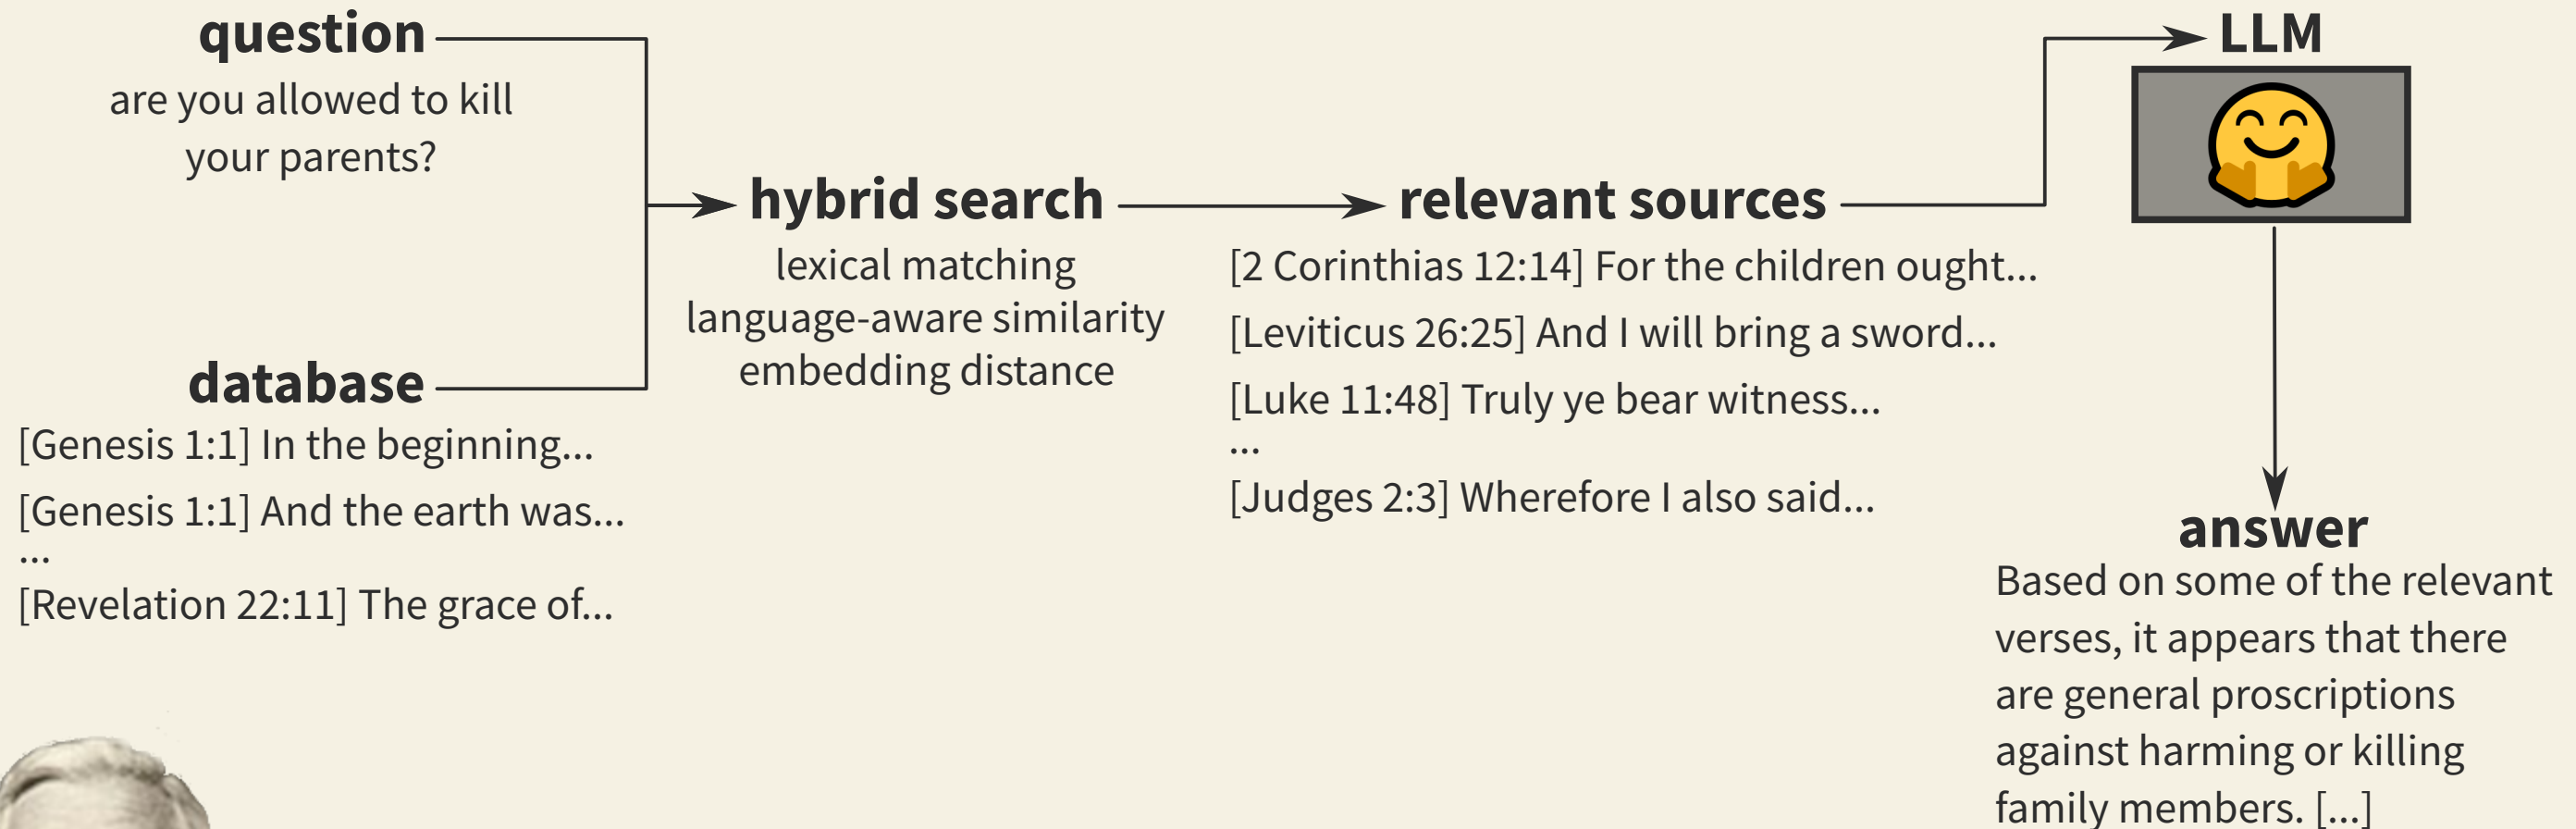 question
are you allowed to kill
your parents?
database
[Genesis 1:1] In the beginning...
[Genesis 1:1] And the earth was...
...
[Revelation 22:11] The grace of...
hybrid search
lexical matching
language-aware similarity
embedding distance
relevant sources
[2 Corinthias 12:14] For the children ought...
[Leviticus 26:25] And I will bring a sword...
[Luke 11:48] Truly ye bear witness...
...
[Judges 2:3] Wherefore I also said...
LLM
answer
Based on some of the relevant
verses, it appears that there
are general proscriptions
against harming or killing
family members. [...]